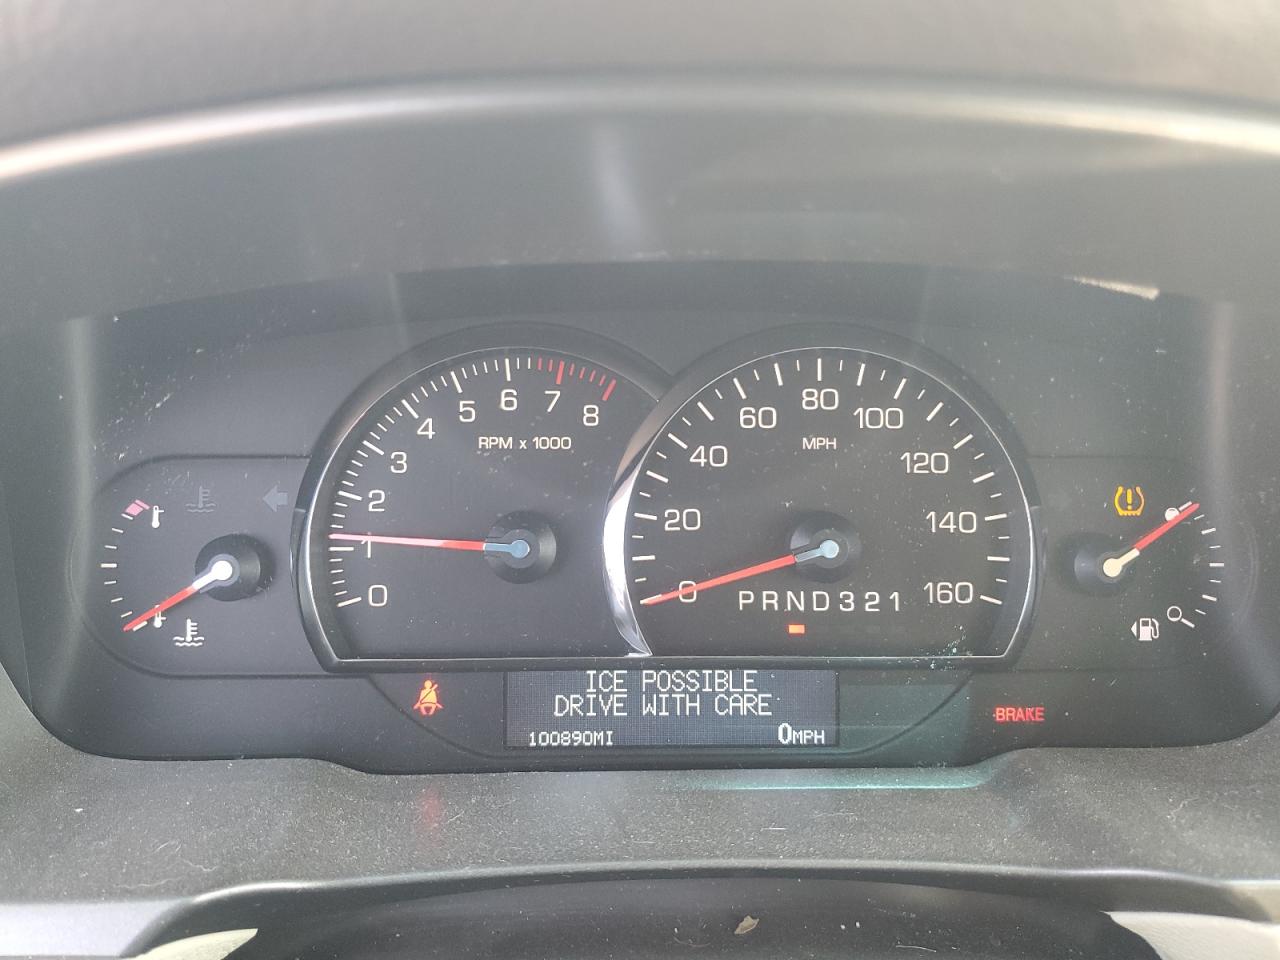 0
1
2
3
4
5
6
7
8
RPM x 1000
0
20
40
60
80
100
120
140
160
MPH
PRND321
ICE POSSIBLE
DRIVE WITH CARE
100890MI
0MPH
BRAKE